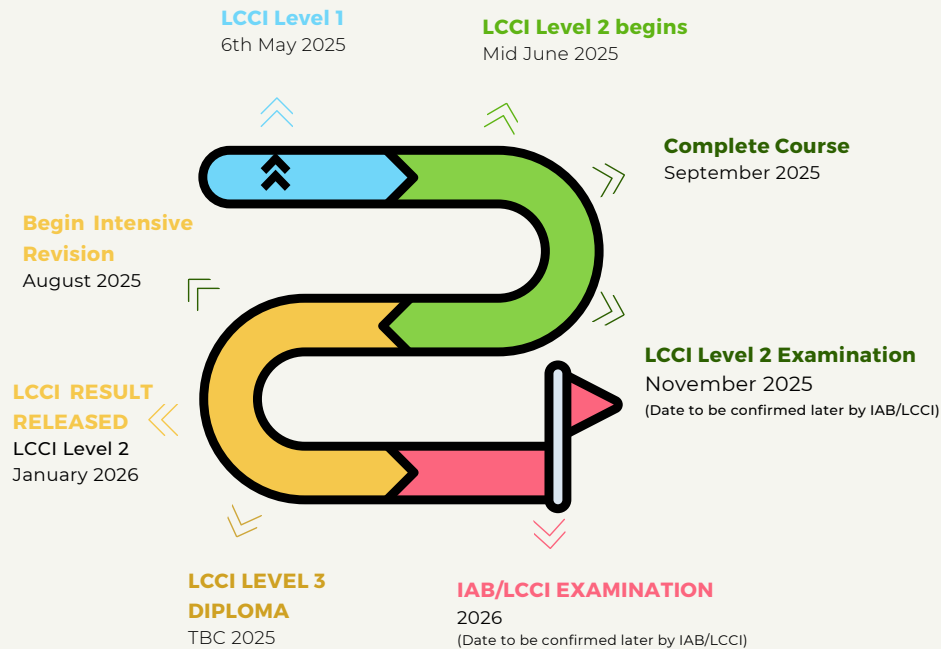 LCCI Level 1
6th May 2025
LCCI Level 2 begins
Mid June 2025
Complete Course
September 2025
Begin Intensive
Revision
August 2025
LCCI Level 2 Examination
November 2025
(Date to be confirmed later by IAB/LCCI)
LCCI RESULT
RELEASED
LCCI Level 2
January 2026
LCCI LEVEL 3
DIPLOMA
TBC 2025
IAB/LCCI EXAMINATION
2026
(Date to be confirmed later by IAB/LCCI)